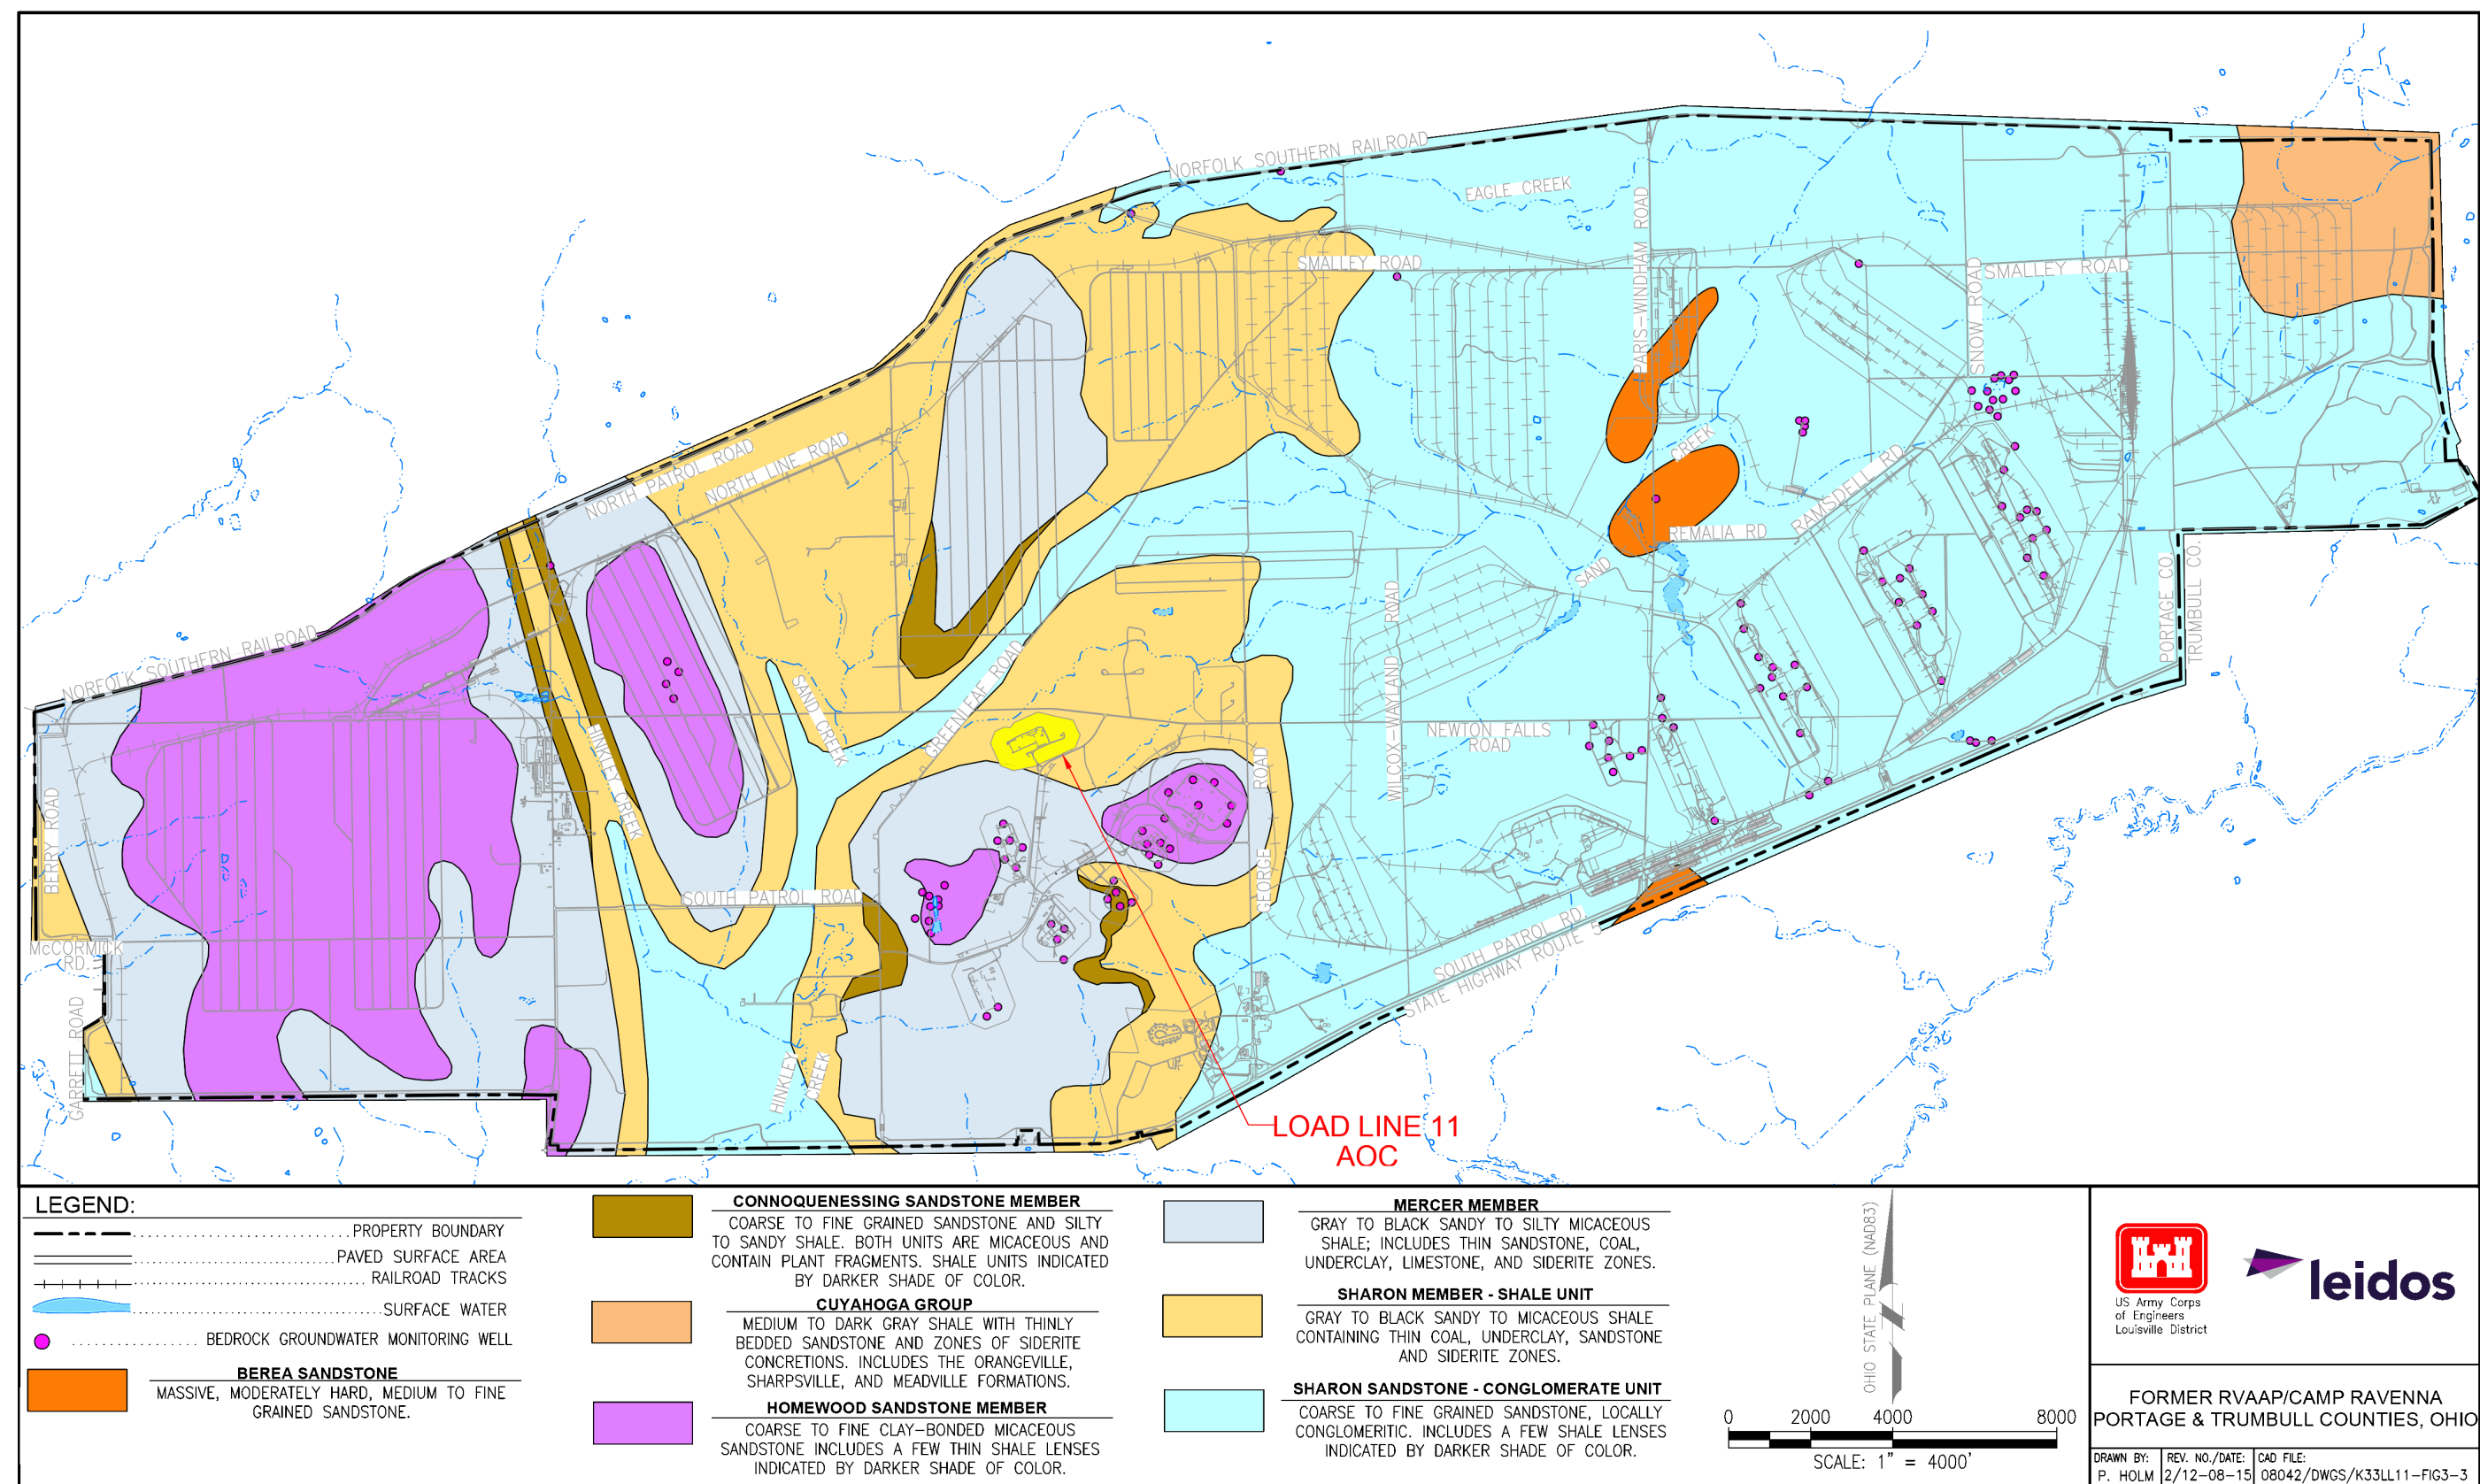 NORFOLK SOUTHERN RAILROAD
EAGLE CREEK
PARIS-WINDHAM ROAD
SMALLEY ROAD
SNOW ROAD
SMALLEY ROAD
NORTH PATROL ROAD
NORTH LINE ROAD
CREEK
RAMSDELL RD
REMALIA RD
SAND
PORTAGE CO.
TRUMBULL CO.
NORFOLK SOUTHERN RAILROAD
WILCOX-WAYLAND ROAD
GREENLEAF ROAD
SAND CREEK
HINKLEY CREEK
NEWTON FALLS
ROAD
BERRY ROAD
GEORGE ROAD
SOUTH PATROL ROAD
McCORMICK
RD.
SOUTH PATROL RD
STATE HIGHWAY ROUTE 5
GARRETT ROAD
HINKLEY
CREEK
LOAD LINE 11
AOC
LEGEND:
PROPERTY BOUNDARY
PAVED SURFACE AREA
RAILROAD TRACKS
SURFACE WATER
BEDROCK GROUNDWATER MONITORING WELL
BEREA SANDSTONE
MASSIVE, MODERATELY HARD, MEDIUM TO FINE
GRAINED SANDSTONE.
CONNOQUENESSING SANDSTONE MEMBER
COARSE TO FINE GRAINED SANDSTONE AND SILTY
TO SANDY SHALE. BOTH UNITS ARE MICACEOUS AND
CONTAIN PLANT FRAGMENTS. SHALE UNITS INDICATED
BY DARKER SHADE OF COLOR.
CUYAHOGA GROUP
MEDIUM TO DARK GRAY SHALE WITH THINLY
BEDDED SANDSTONE AND ZONES OF SIDERITE
CONCRETIONS. INCLUDES THE ORANGEVILLE,
SHARPSVILLE, AND MEADVILLE FORMATIONS.
HOMEWOOD SANDSTONE MEMBER
COARSE TO FINE CLAY-BONDED MICACEOUS
SANDSTONE INCLUDES A FEW THIN SHALE LENSES
INDICATED BY DARKER SHADE OF COLOR.
MERCER MEMBER
GRAY TO BLACK SANDY TO SILTY MICACEOUS
SHALE; INCLUDES THIN SANDSTONE, COAL,
UNDERCLAY, LIMESTONE, AND SIDERITE ZONES.
SHARON MEMBER - SHALE UNIT
GRAY TO BLACK SANDY TO MICACEOUS SHALE
CONTAINING THIN COAL, UNDERCLAY, SANDSTONE
AND SIDERITE ZONES.
SHARON SANDSTONE - CONGLOMERATE UNIT
COARSE TO FINE GRAINED SANDSTONE, LOCALLY
CONGLOMERITIC. INCLUDES A FEW SHALE LENSES
INDICATED BY DARKER SHADE OF COLOR.
OHIO STATE PLANE (NAD83)
0 2000 4000 8000
SCALE: 1" = 4000'
US Army Corps
of Engineers
Louisville District
leidos
FORMER RVAAP/CAMP RAVENNA
PORTAGE & TRUMBULL COUNTIES, OHIO
DRAWN BY: REV. NO./DATE: CAD FILE:
P. HOLM 2/12-08-15 08042/DWGS/K33LL11-FIG3-3